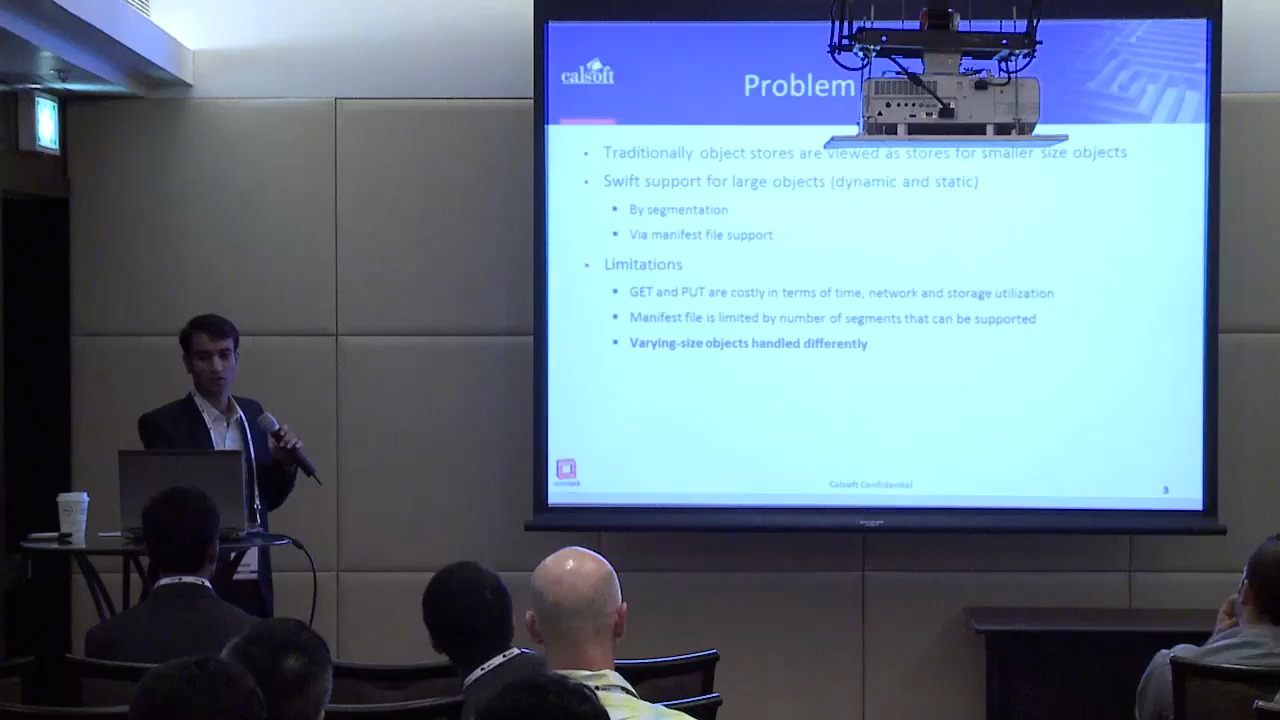 calsoft
Problem
Traditionally object stores are viewed as stores for smaller size objects
Swift support for large objects (dynamic and static)
By segmentation
Via manifest file support
Limitations
GET and PUT are costly in terms of time, network and storage utilization
Manifest file is limited by number of segments that can be supported
Varying-size objects handled differently
openstack
Calsoft Confidential
3